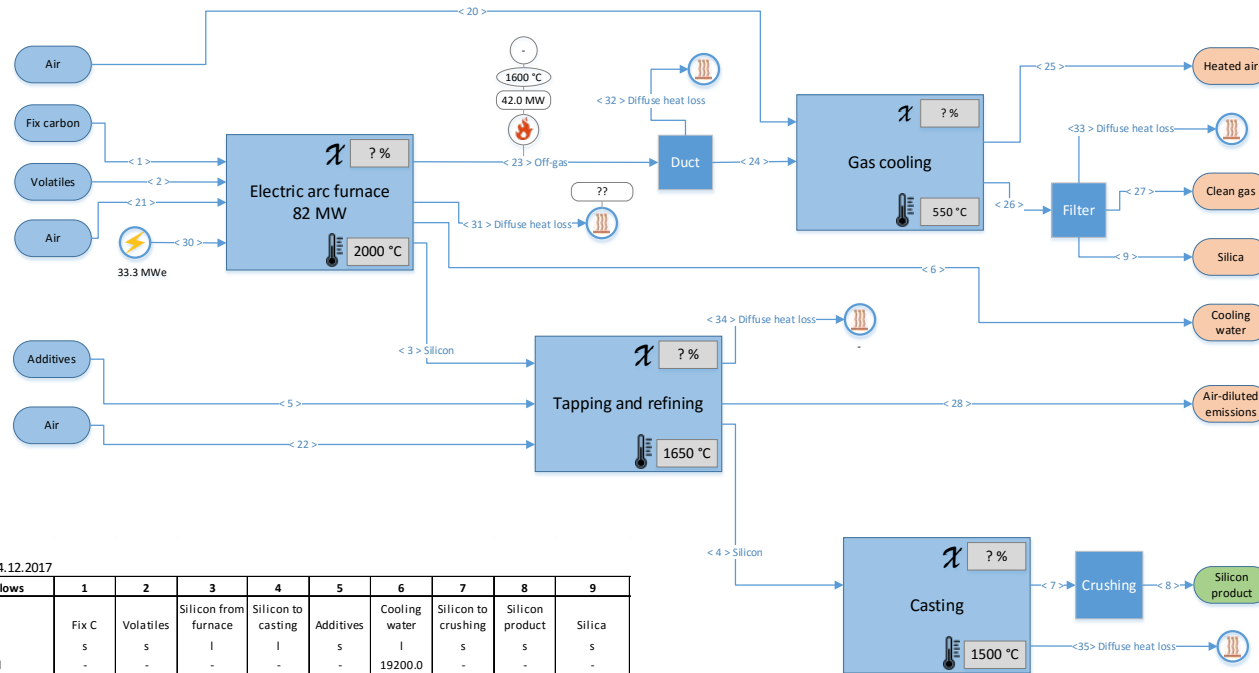 < 20 >
Air
-
1600 °C
42.0 MW
< 32 > Diffuse heat loss
< 25 >
Heated air
𝓍 ? %
Gas cooling
550 °C
Fix carbon
< 1 >
Volatiles
< 2 >
< 21 >
Air
< 30 >
33.3 MWe
𝓍 ? %
Electric arc furnace
82 MW
2000 °C
< 23 > Off-gas
Duct
< 24 >
??
< 31 > Diffuse heat loss
<33 > Diffuse heat loss
< 26 >
Filter
< 27 >
Clean gas
< 9 >
Silica
< 6 >
Cooling
water
< 3 > Silicon
< 34 > Diffuse heat loss
-
Additives
< 5 >
Air
< 22 >
𝓍 ? %
Tapping and refining
1650 °C
< 28 >
Air-diluted
emissions
< 4 > Silicon
𝓍 ? %
Casting
1500 °C
< 7 >
Crushing
< 8 >
Silicon
product
<35> Diffuse heat loss
4.12.2017
lows 1 2 3 4 5 6 7 8 9
Fix C Volatiles Silicon from furnace Silicon to casting Additives Cooling water Silicon to crushing Silicon product Silica
s s l l s l s s s
- - - - - 19200.0 - - -